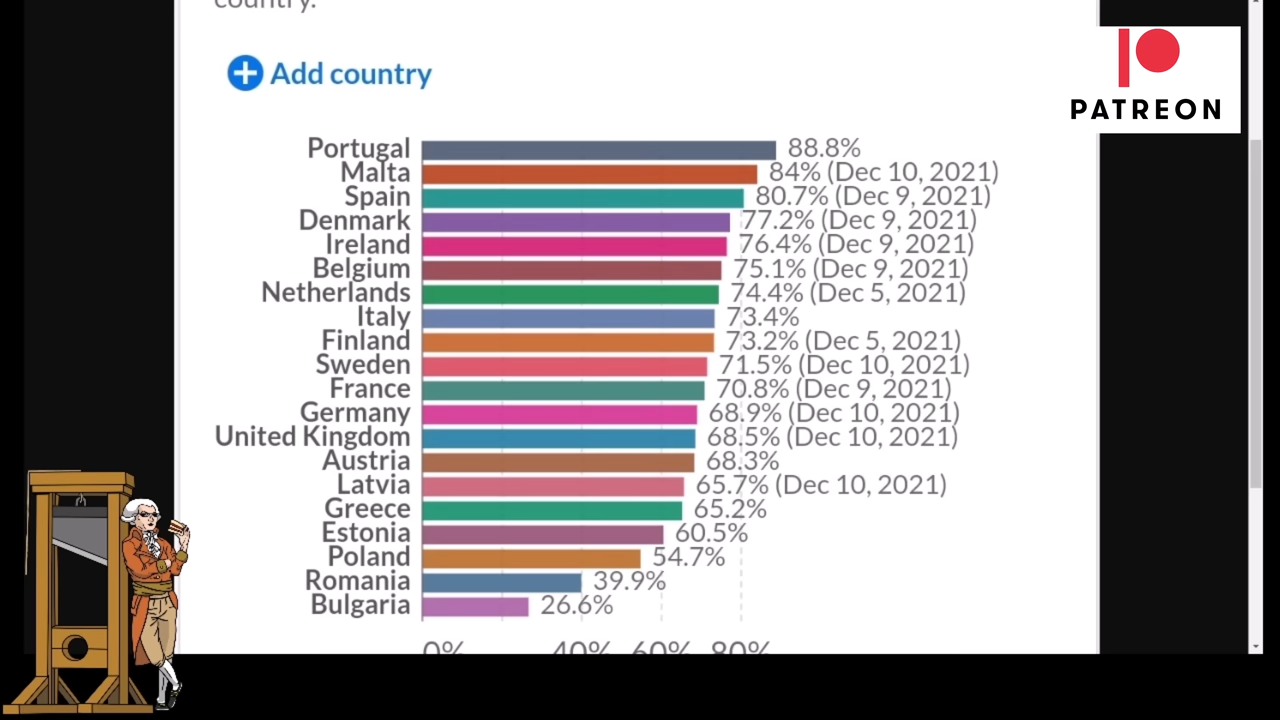 country.
Add country
PATREON
Portugal 88.8%
Malta 84% (Dec 10, 2021)
Spain 80.7% (Dec 9, 2021)
Denmark 77.2% (Dec 9, 2021)
Ireland 76.4% (Dec 9, 2021)
Belgium 75.1% (Dec 9, 2021)
Netherlands 74.4% (Dec 5, 2021)
Italy 73.4%
Finland 73.2% (Dec 5, 2021)
Sweden 71.5% (Dec 10, 2021)
France 70.8% (Dec 9, 2021)
Germany 68.9% (Dec 10, 2021)
United Kingdom 68.5% (Dec 10, 2021)
Austria 68.3%
Latvia 65.7% (Dec 10, 2021)
Greece 65.2%
Estonia 60.5%
Poland 54.7%
Romania 39.9%
Bulgaria 26.6%
0% 40% 60% 80%